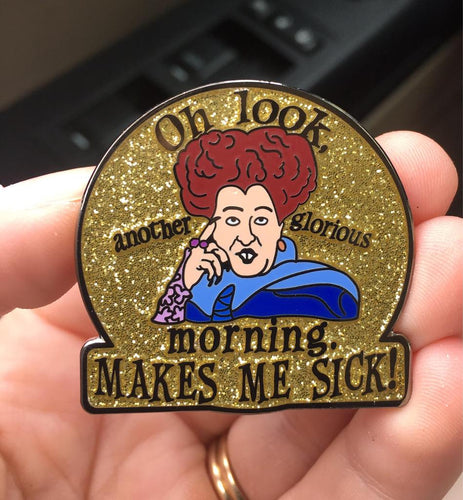 Oh look,
another glorious
morning.
MAKES ME SICK!